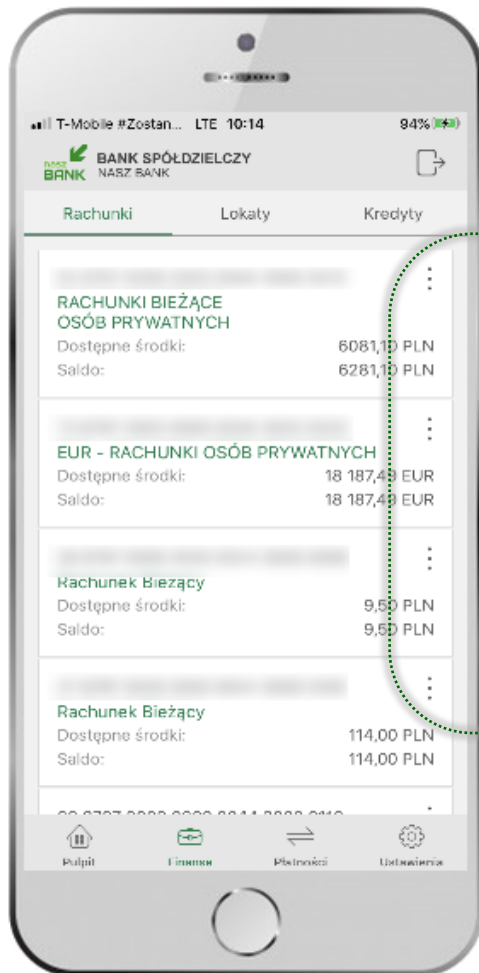 T-Mobile #Zostan... LTE 10:14 94%
nasz BANK BANK SPÓŁDZIELCZY
NASZ BANK
Rachunki Lokaty Kredyty
RACHUNKI BIEŻĄCE
OSÓB PRYWATNYCH
Dostępne środki: 6081,10 PLN
Saldo: 6281,10 PLN
EUR - RACHUNKI OSÓB PRYWATNYCH
Dostępne środki: 18 187,49 EUR
Saldo: 18 187,49 EUR
Rachunek Bieżący
Dostępne środki: 9,50 PLN
Saldo: 9,50 PLN
Rachunek Bieżący
Dostępne środki: 114,00 PLN
Saldo: 114,00 PLN
Pulpit Finanse Płatności Ustawienia